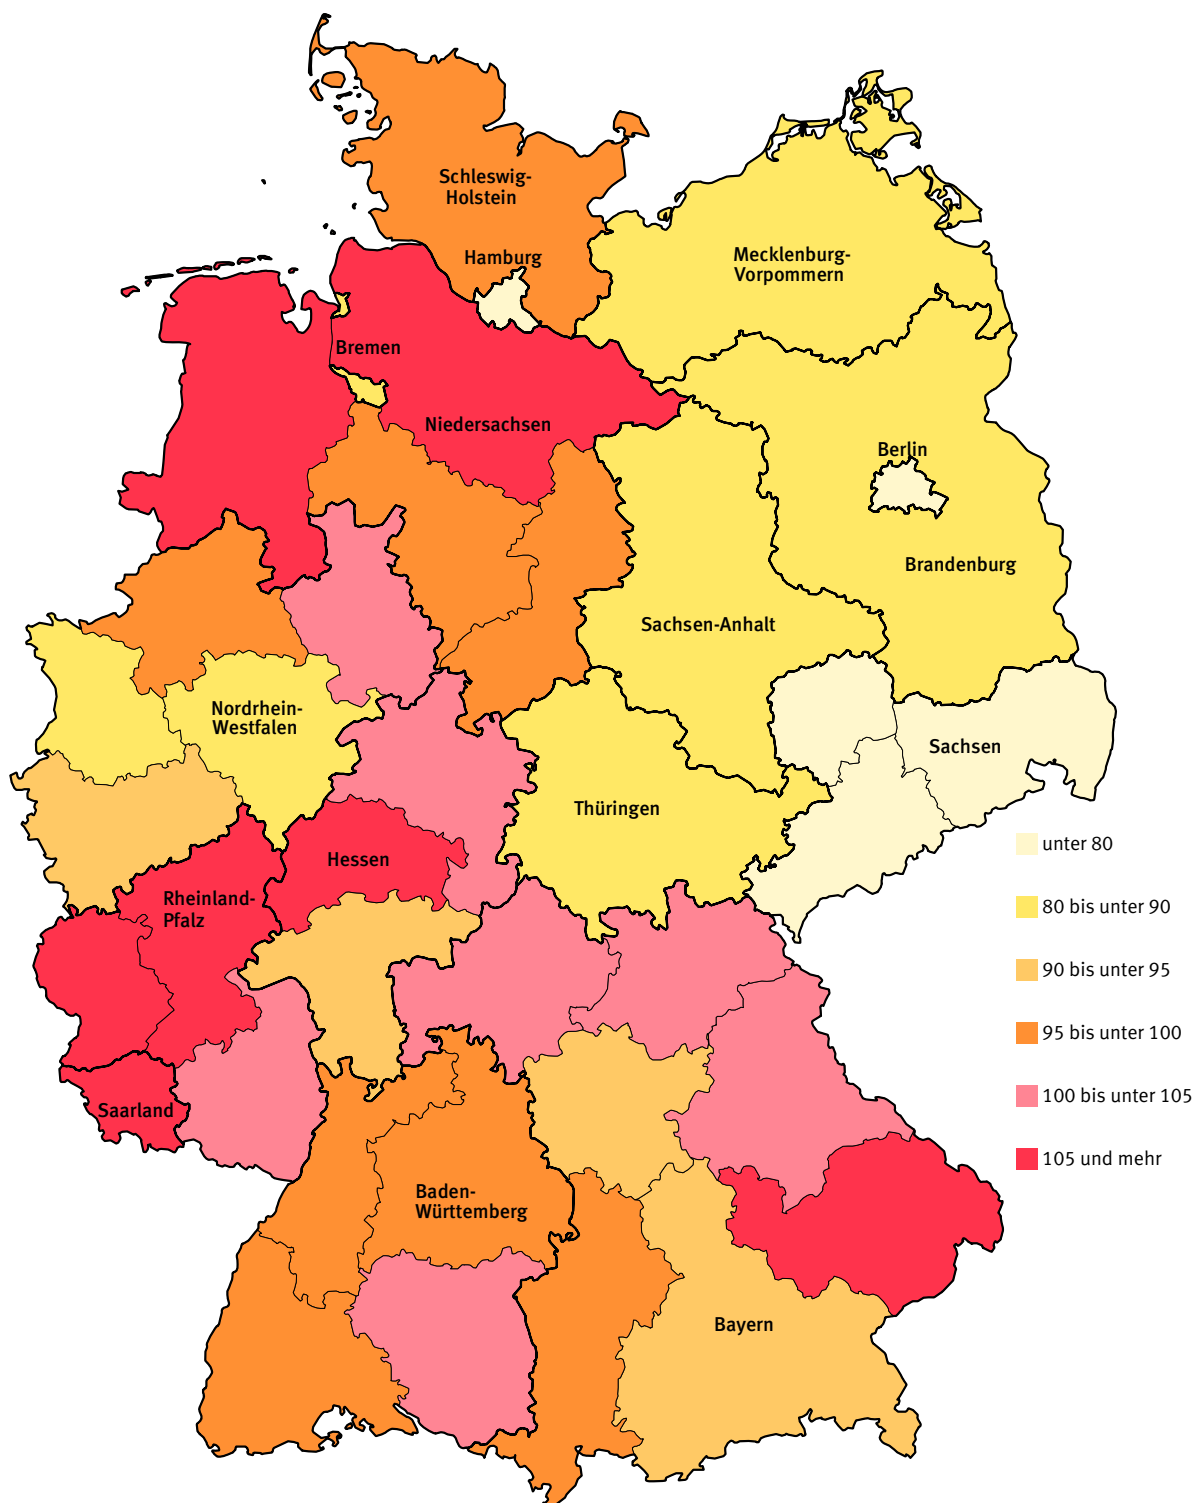 Schleswig-
Holstein
Hamburg
Mecklenburg-
Vorpommern
Bremen
Niedersachsen
Berlin
Brandenburg
Sachsen-Anhalt
Nordrhein-
Westfalen
Sachsen
Thüringen
Hessen
Rheinland-
Pfalz
Saarland
Baden-
Württemberg
Bayern
unter 80
80 bis unter 90
90 bis unter 95
95 bis unter 100
100 bis unter 105
105 und mehr